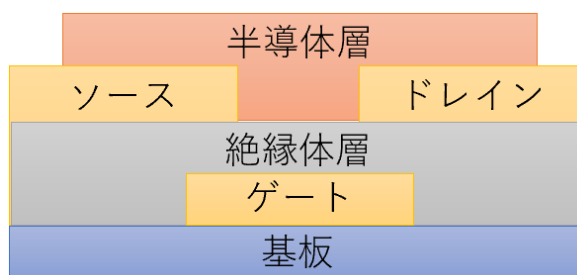 半導体層
ソース
ドレイン
絶縁体層
ゲート
基板